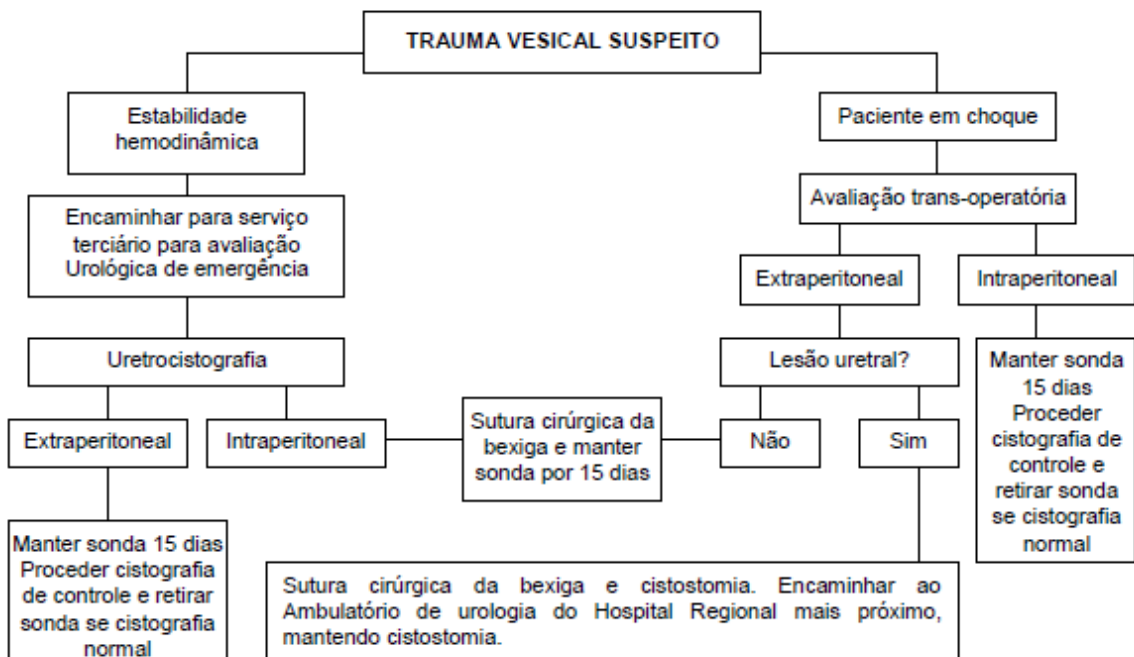 TRAUMA VESICAL SUSPEITO
Estabilidade
hemodinâmica
Paciente em choque
Encaminhar para serviço
terciário para avaliação
Urológica de emergência
Avaliação trans-operatória
Extraperitoneal
Intraperitoneal
Uretrocistografia
Lesão uretral?
Extraperitoneal
Intraperitoneal
Sutura cirúrgica da
bexiga e manter
sonda por 15 dias
Não
Sim
Manter sonda
15 dias
Proceder
cistografia de
controle e
retirar sonda
se cistografia
normal
Manter sonda 15 dias
Proceder cistografia
de controle e retirar
sonda se cistografia
normal
Sutura cirúrgica da bexiga e cistostomia. Encaminhar ao
Ambulatório de urologia do Hospital Regional mais próximo,
mantendo cistostomia.